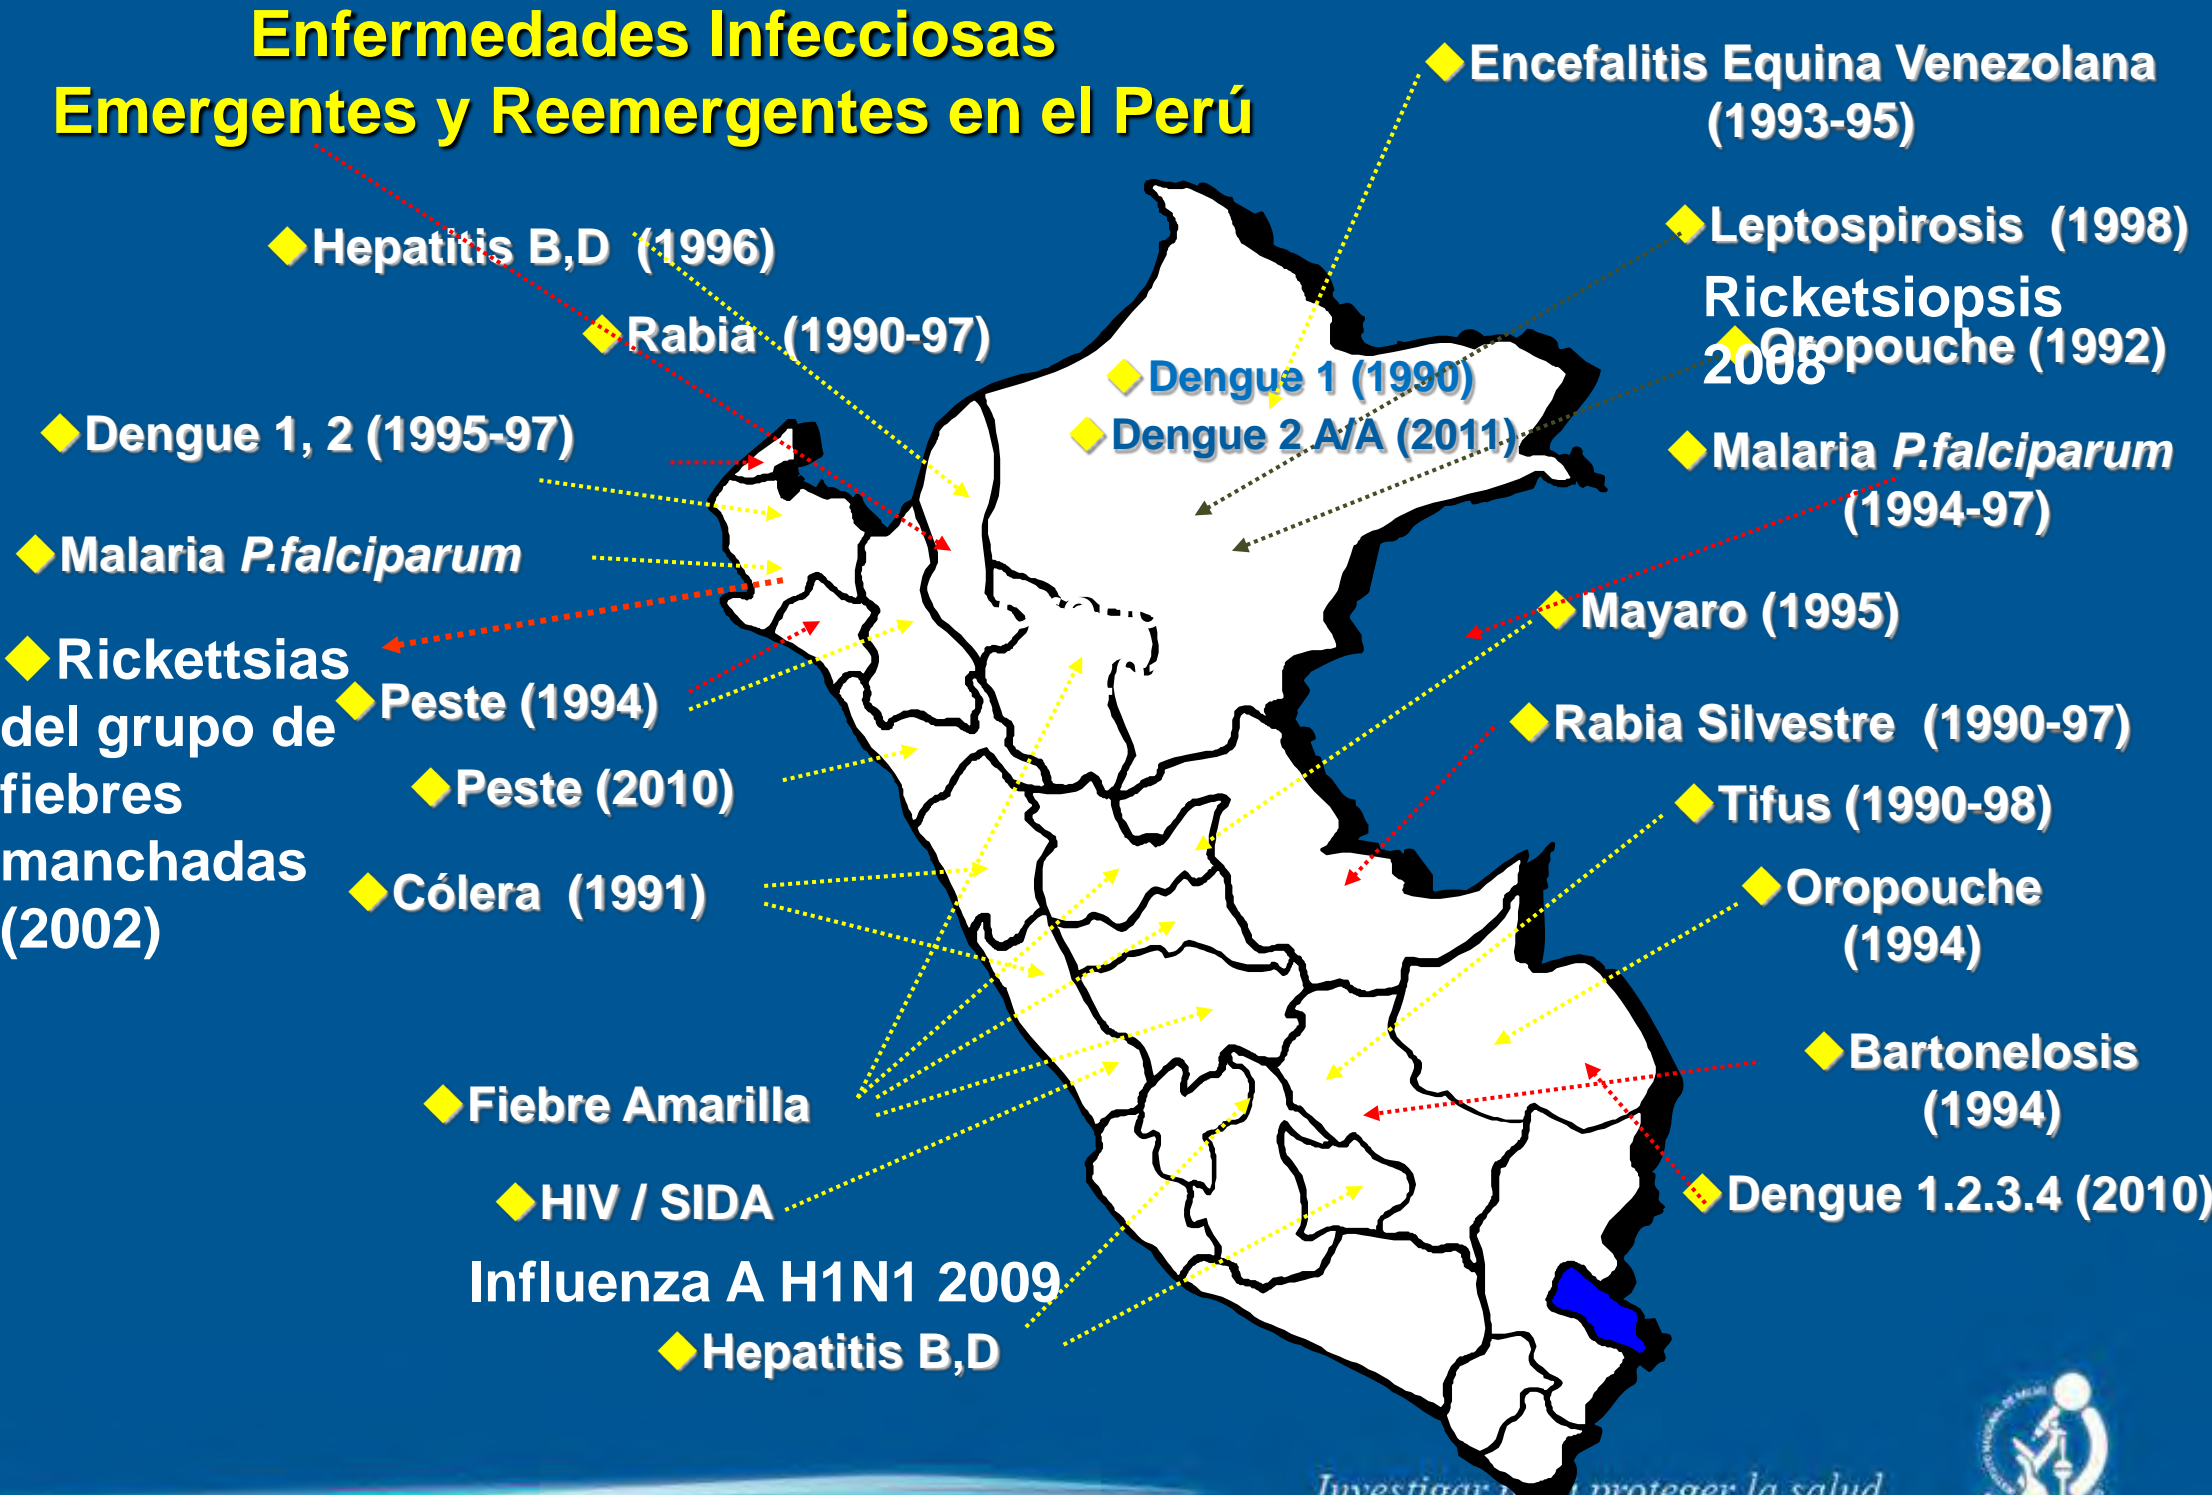 Enfermedades Infecciosas
Emergentes y Reemergentes en el Perú
Encefalitis Equina Venezolana
(1993-95)
Hepatitis B,D (1996)
Leptospirosis (1998)
Ricketsiopsis
2008
Oropouche (1992)
Rabia (1990-97)
Dengue 1 (1990)
Dengue 2 A/A (2011)
Dengue 1, 2 (1995-97)
Malaria P.falciparum
(1994-97)
Malaria P.falciparum
Mayaro (1995)
Rickettsias
del grupo de
fiebres
manchadas
(2002)
Peste (1994)
Rabia Silvestre (1990-97)
Peste (2010)
Tifus (1990-98)
Cólera (1991)
Oropouche
(1994)
Bartonelosis
(1994)
Fiebre Amarilla
HIV / SIDA
Dengue 1.2.3.4 (2010)
Influenza A H1N1 2009
Hepatitis B,D
Investigar proteger la salud